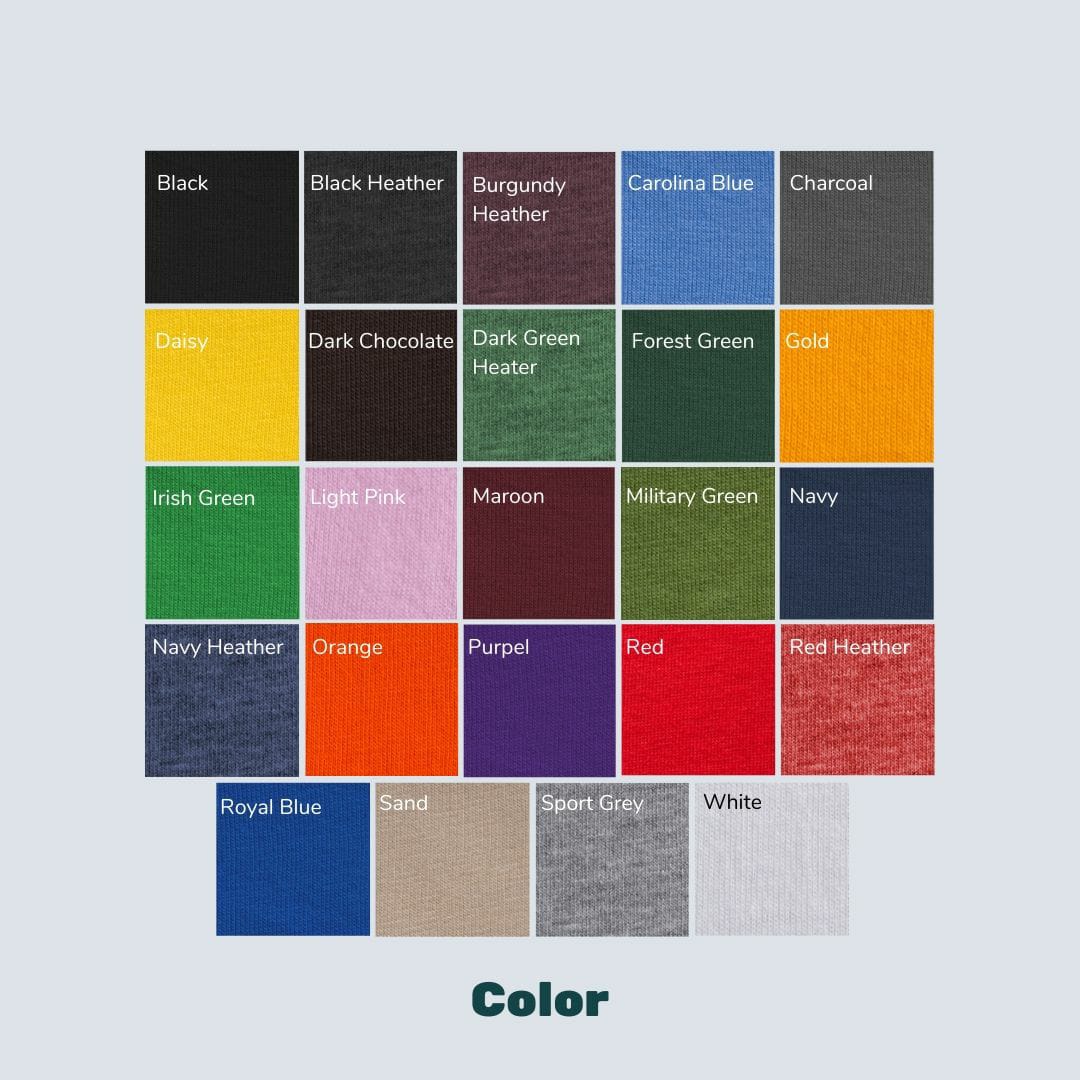 Black
Black Heather
Burgundy
Heather
Carolina Blue
Charcoal
Daisy
Dark Chocolate
Dark Green
Heater
Forest Green
Gold
Irish Green
Light Pink
Maroon
Military Green
Navy
Navy Heather
Orange
Purpel
Red
Red Heather
Royal Blue
Sand
Sport Grey
White
Color